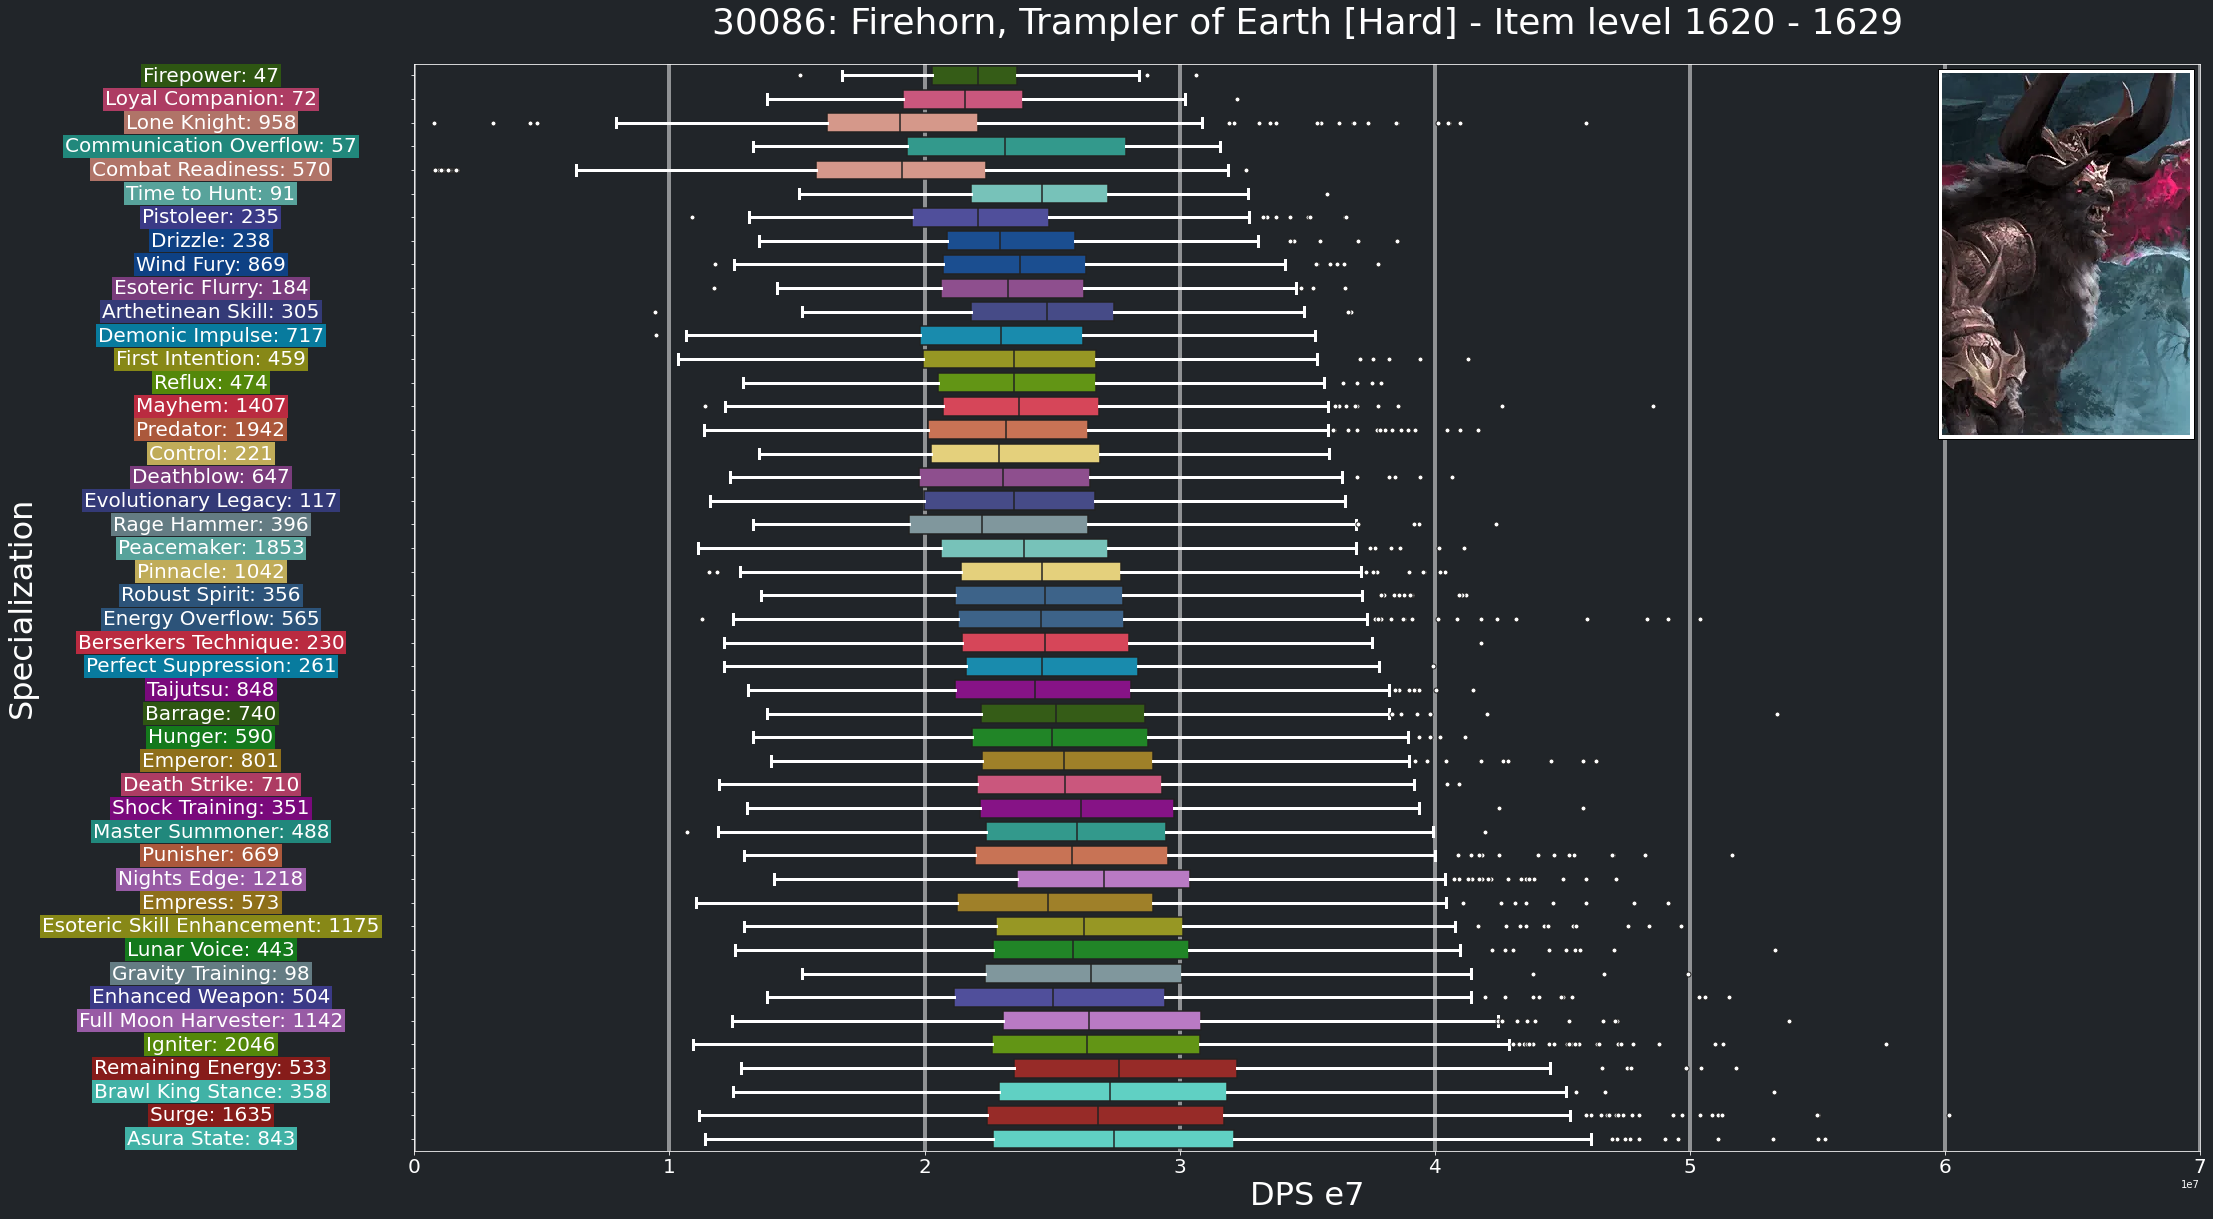 30086: Firehorn, Trampler of Earth [Hard] - Item level 1620 - 1629
Specialization
Firepower: 47
Loyal Companion: 72
Lone Knight: 958
Communication Overflow: 57
Combat Readiness: 570
Time to Hunt: 91
Pistoleer: 235
Drizzle: 238
Wind Fury: 869
Esoteric Flurry: 184
Arthetinean Skill: 305
Demonic Impulse: 717
First Intention: 459
Reflux: 474
Mayhem: 1407
Predator: 1942
Control: 221
Deathblow: 647
Evolutionary Legacy: 117
Rage Hammer: 396
Peacemaker: 1853
Pinnacle: 1042
Robust Spirit: 356
Energy Overflow: 565
Berserkers Technique: 230
Perfect Suppression: 261
Taijutsu: 848
Barrage: 740
Hunger: 590
Emperor: 801
Death Strike: 710
Shock Training: 351
Master Summoner: 488
Punisher: 669
Nights Edge: 1218
Empress: 573
Esoteric Skill Enhancement: 1175
Lunar Voice: 443
Gravity Training: 98
Enhanced Weapon: 504
Full Moon Harvester: 1142
Igniter: 2046
Remaining Energy: 533
Brawl King Stance: 358
Surge: 1635
Asura State: 843
0 1 2 3 4 5 6 7
1e7
DPS e7